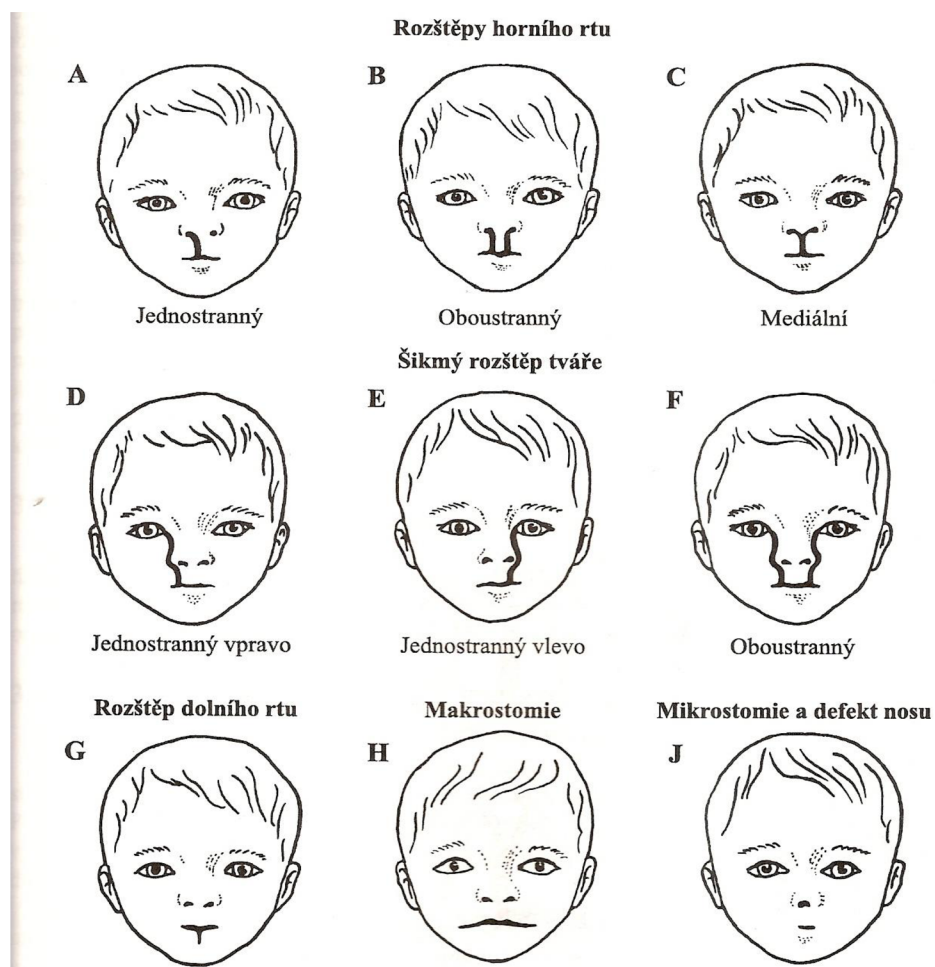 Rozštěpy horního rtu
A B C
Jednostranný Oboustranný Mediální
Šikmý rozštěp tváře
D E F
Jednostranný vpravo Jednostranný vlevo Oboustranný
Rozštěp dolního rtu Makrostomie Mikrostomie a defekt nosu
G H J